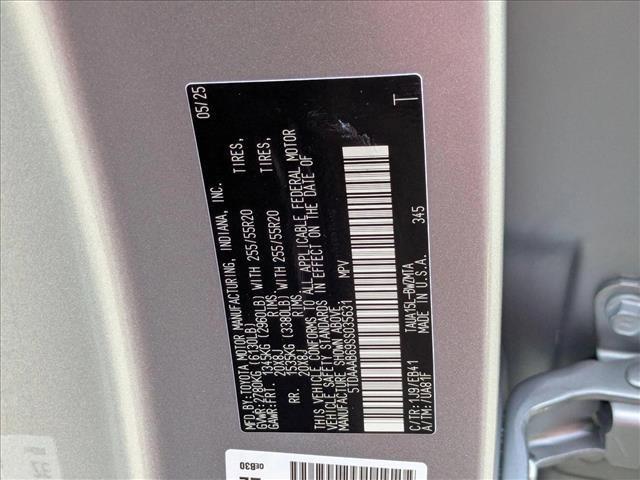 MFD.BY:TOYOTA MOTOR MANUFACTURING, INDIANA, INC. 05/25
GVWR:2780KG (6130LB)
GAWR:FRT. 1345KG (2960LB) WITH 255/55R20 TIRES,
20X8J RIMS
RR. 1535KG (3380LB) WITH 255/55R20 TIRES,
20X8J RIMS
THIS VEHICLE CONFORMS TO ALL APPLICABLE FEDERAL MOTOR
VEHICLE SAFETY STANDARDS IN EFFECT ON THE DATE OF
MANUFACTURE SHOWN ABOVE.
5TDAAAB69SS035631 MPV
C/TR: 1J9/EB41 TAUA15L-BWZMTA 345 T
A/TM: /UA81F MADE IN U.S.A.
0EB30